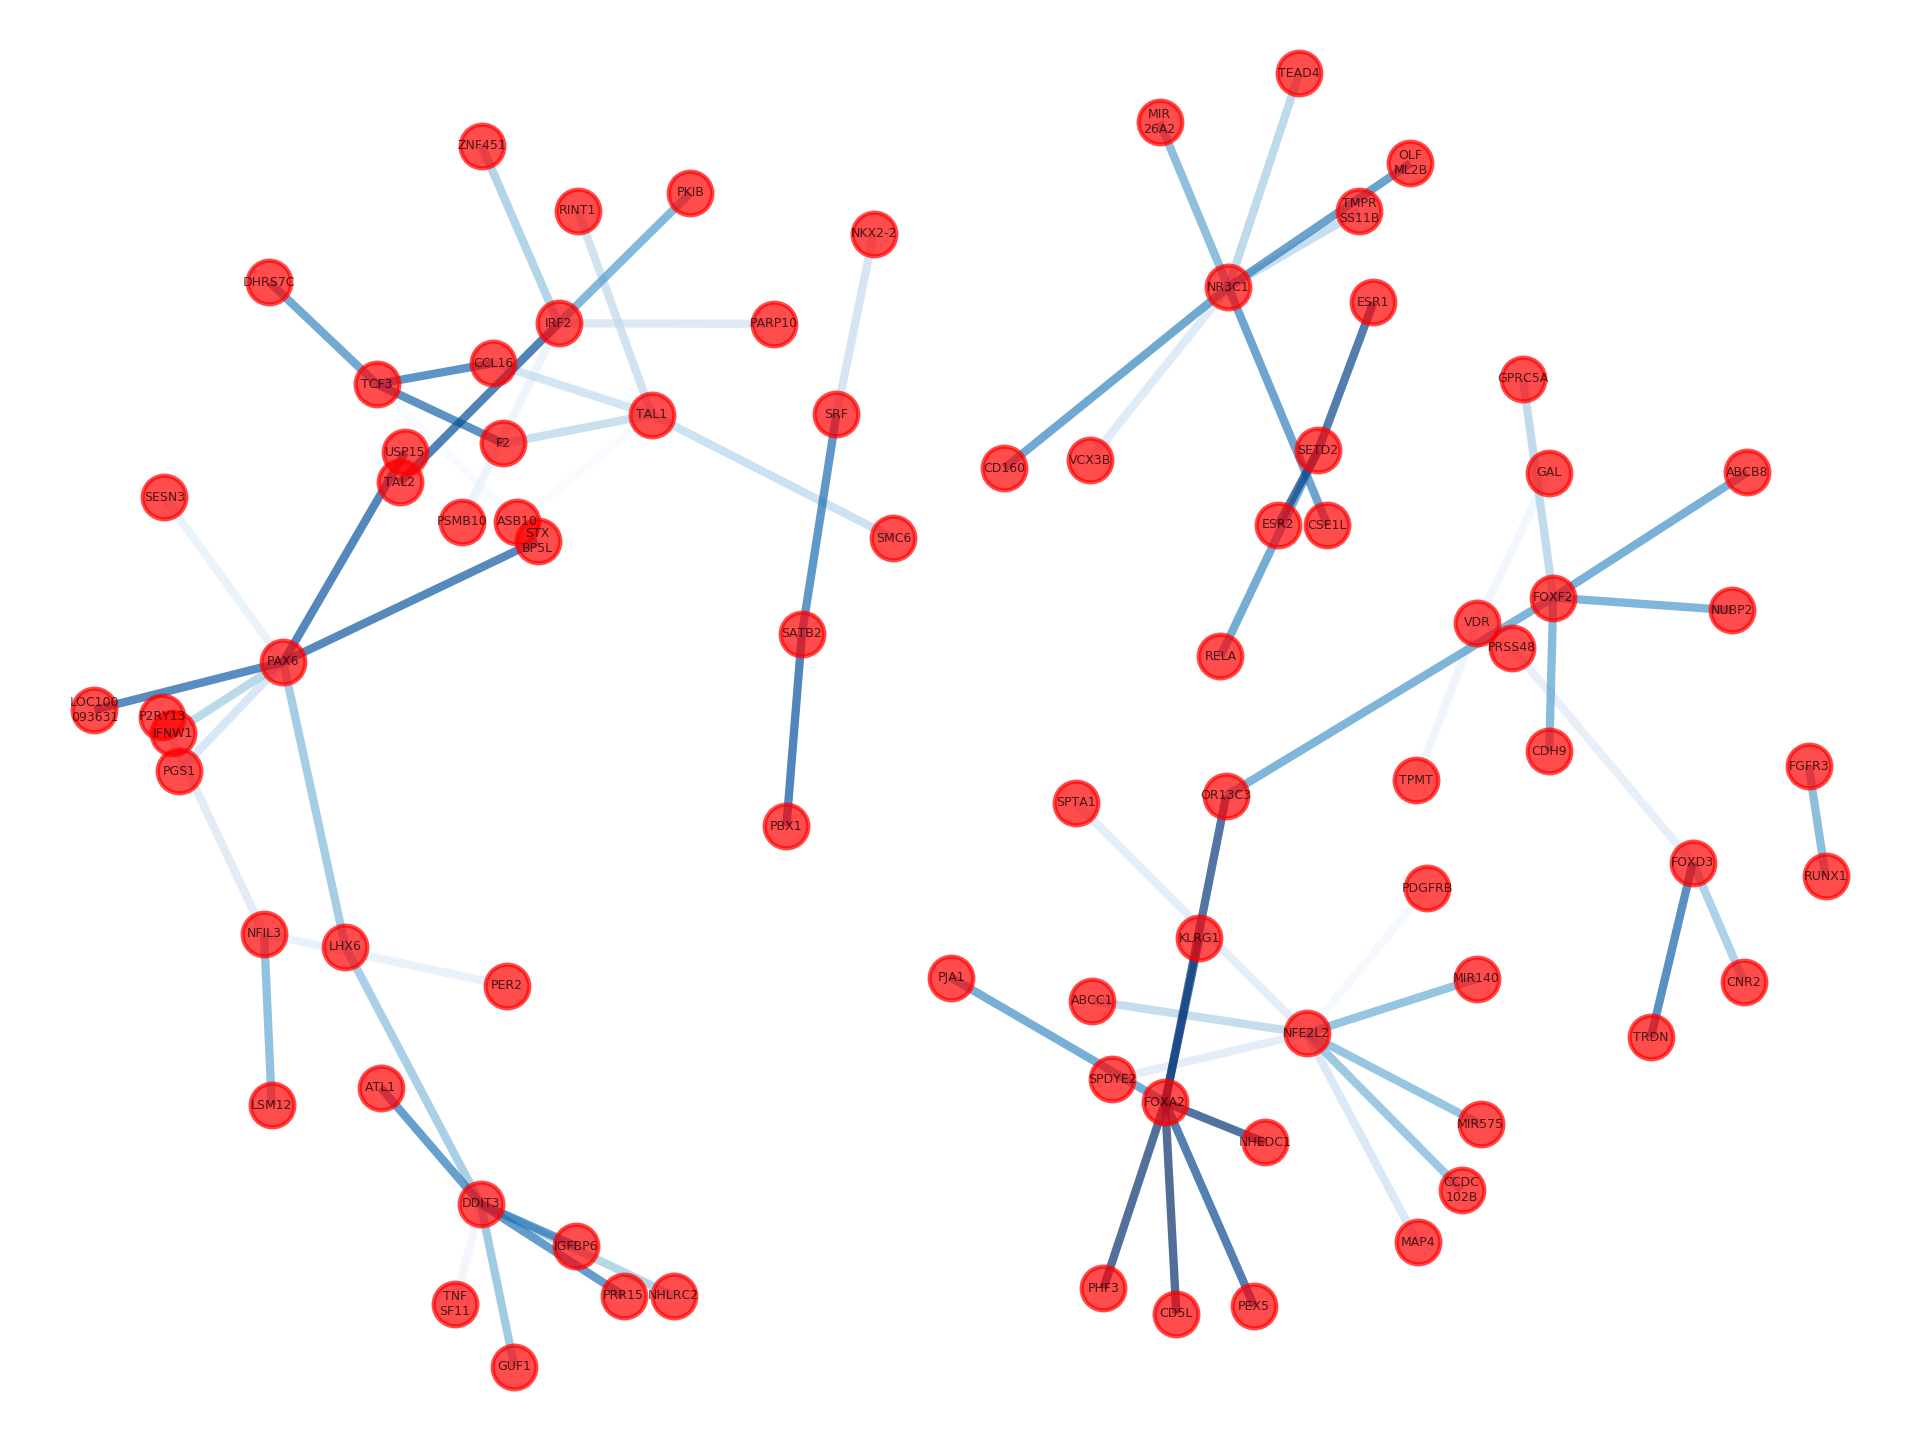 TEAD4
MIR
26A2
ZNF451
OLF
ML2B
PKIB
RINT1
TMPR
SS11B
NKX2-2
DHRS7C
NR3C1
ESR1
IRF2
PARP10
CCL16
TCF3
GPRC5A
TAL1
SRF
F2
SETD2
USP15
VCX3B
CD160
GAL
ABCB8
TAL2
SESN3
PSMB10
ASB10
STX
BP5L
ESR2
CSE1L
SMC6
FOXF2
NUBP2
VDR
SATB2
PRSS48
RELA
PAX6
LOC100
093631
P2RY13
IFNW1
CDH9
FGFR3
PGS1
TPMT
OR13C3
SPTA1
PBX1
FOXD3
RUNX1
PDGFRB
NFIL3
KLRG1
LHX6
PJA1
MIR140
CNR2
PER2
ABCC1
NFE2L2
TRDN
SPDYE2
ATL1
FOXA2
LSM12
MIR575
NHEDC1
CCDC
102B
DDIT3
MAP4
IGFBP6
PHF3
PRR15
NHLRC2
TNF
SF11
PEX5
CD5L
GUF1